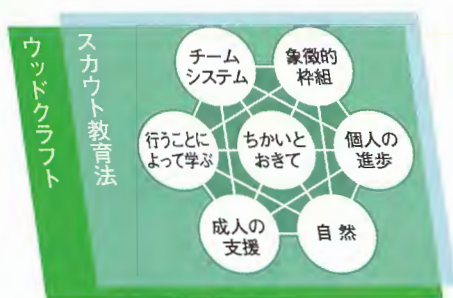 ウッドクラフト
スカウト教育法
チーム
システム
象徴的
枠組
行うことに
よって学ぶ
ちかいと
おきて
個人の
進歩
成人の
支援
自然